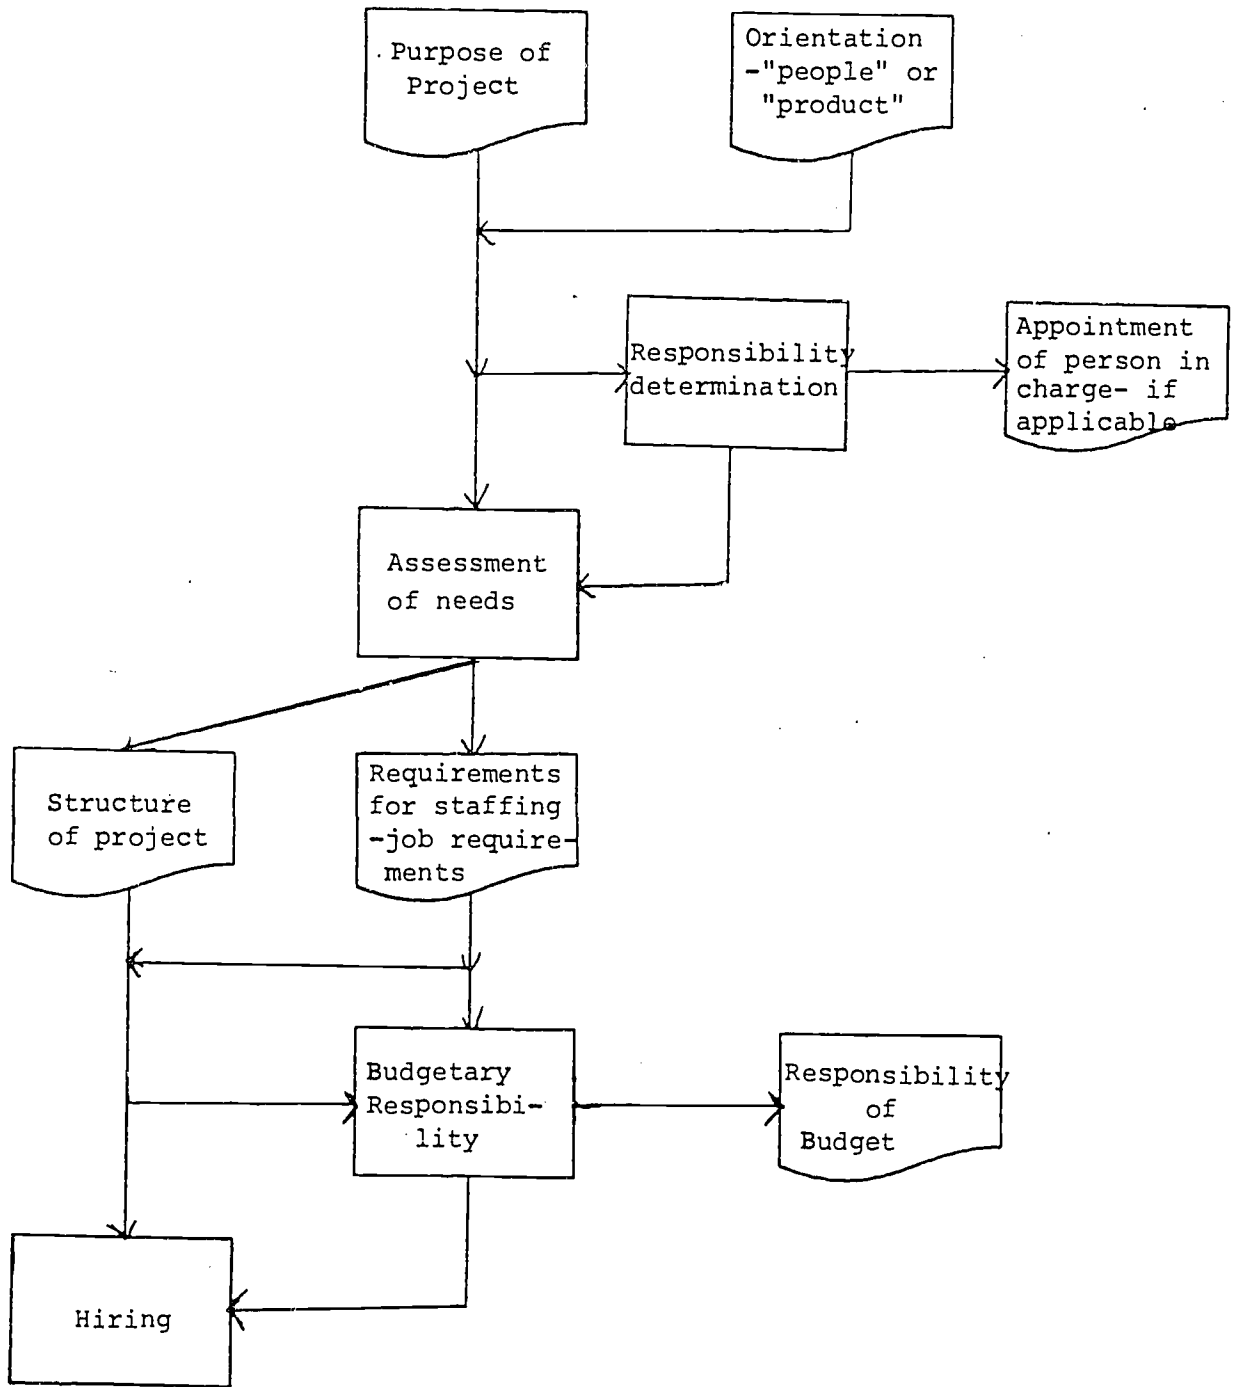 Purpose of
Project
Orientation
-"people" or
"product"
Responsibility
determination
Appointment
of person in
charge- if
applicable
Assessment
of needs
Structure
of project
Requirements
for staffing
-job require-
ments
Budgetary
Responsibi-
lity
Responsibility
of
Budget
Hiring